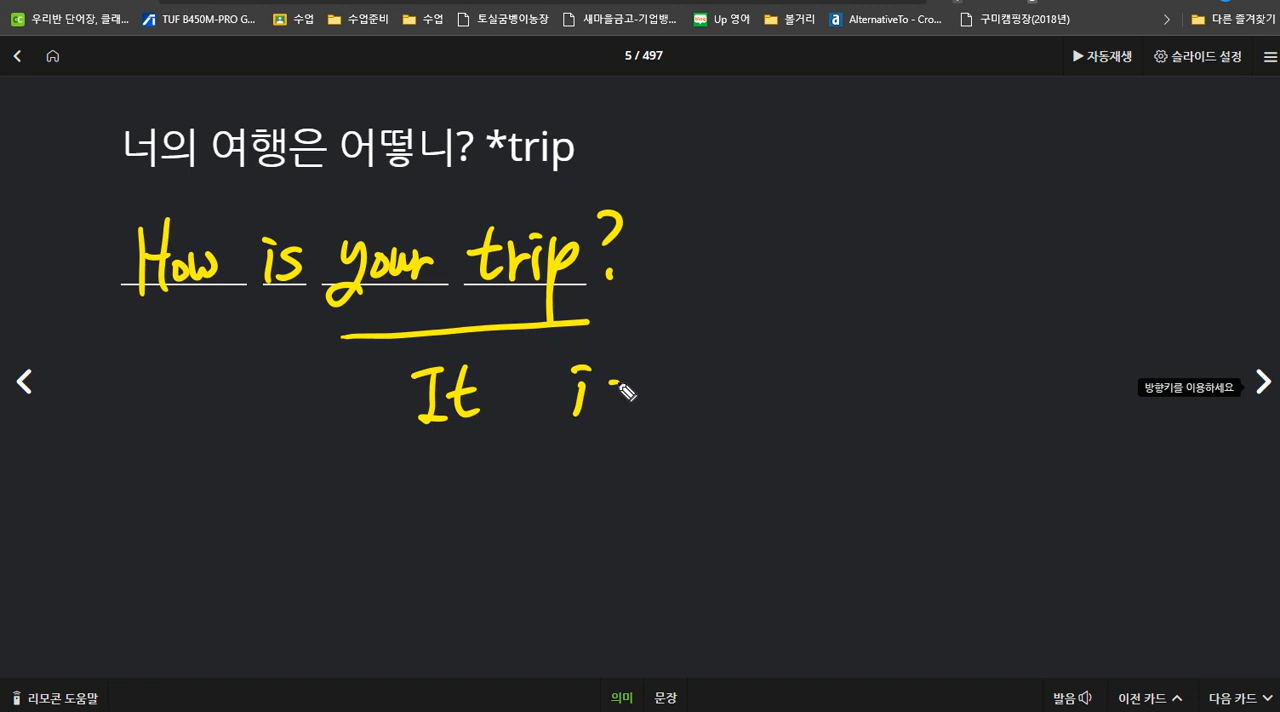 우리반 단어장, 클래... TUF B450M-PRO G... 수업 수업준비 수업 토실굼벵이농장 새마을금고-기업뱅... Up 영어 볼거리 AlternativeTo - Cro... 구미캠핑장(2018년) 다른 즐겨찾기
5 / 497 자동재생 슬라이드 설정
너의 여행은 어떻니? *trip
How is your trip?
It i
방향키를 이용하세요
리모콘 도움말 의미 문장 발음 이전 카드 다음 카드